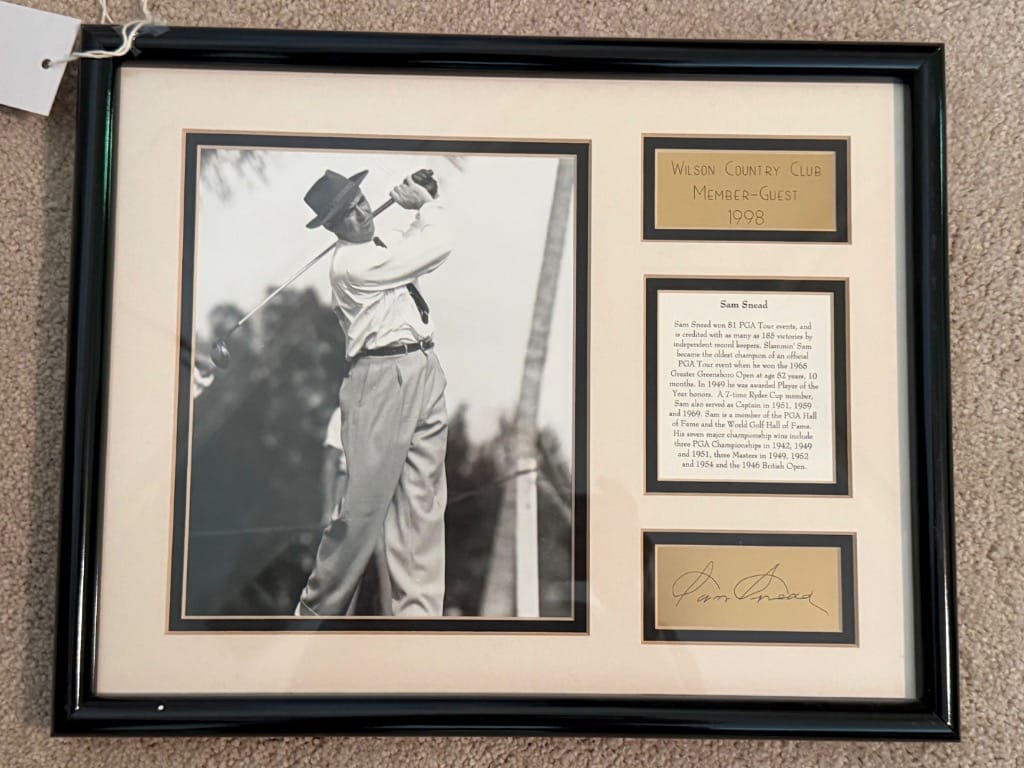 WILSON COUNTRY CLUB
MEMBER-GUEST
1998
Sam Snead
Sam Snead won 81 PGA Tour events, and
is credited with as many as 185 victories by
independent record keepers. Slammin' Sam
became the oldest champion of an official
PGA Tour event when he won the 1965
Greater Greensboro Open at age 52 years, 10
months. In 1949 he was awarded Player of the
Year honors. A 7-time Ryder Cup member,
Sam also served as Captain in 1951, 1959
and 1969. Sam is a member of the PGA Hall
of Fame and the World Golf Hall of Fame.
His seven major championship wins include
three PGA Championships in 1942, 1949
and 1951, three Masters in 1949, 1952
and 1954 and the 1946 British Open.
Sam Snead